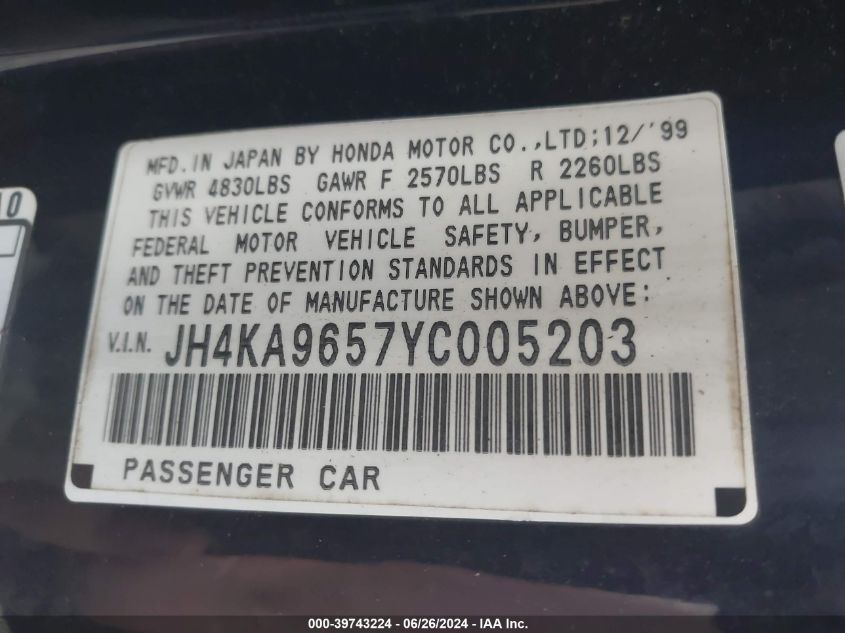 MFD. IN JAPAN BY HONDA MOTOR CO.,LTD;12/'99
GVWR 4830LBS GAWR F 2570LBS R 2260LBS
THIS VEHICLE CONFORMS TO ALL APPLICABLE
FEDERAL MOTOR VEHICLE SAFETY, BUMPER,
AND THEFT PREVENTION STANDARDS IN EFFECT
ON THE DATE OF MANUFACTURE SHOWN ABOVE:
V.I.N. JH4KA9657YC005203
PASSENGER CAR
10
000-39743224 - 06/26/2024 - IAA Inc.